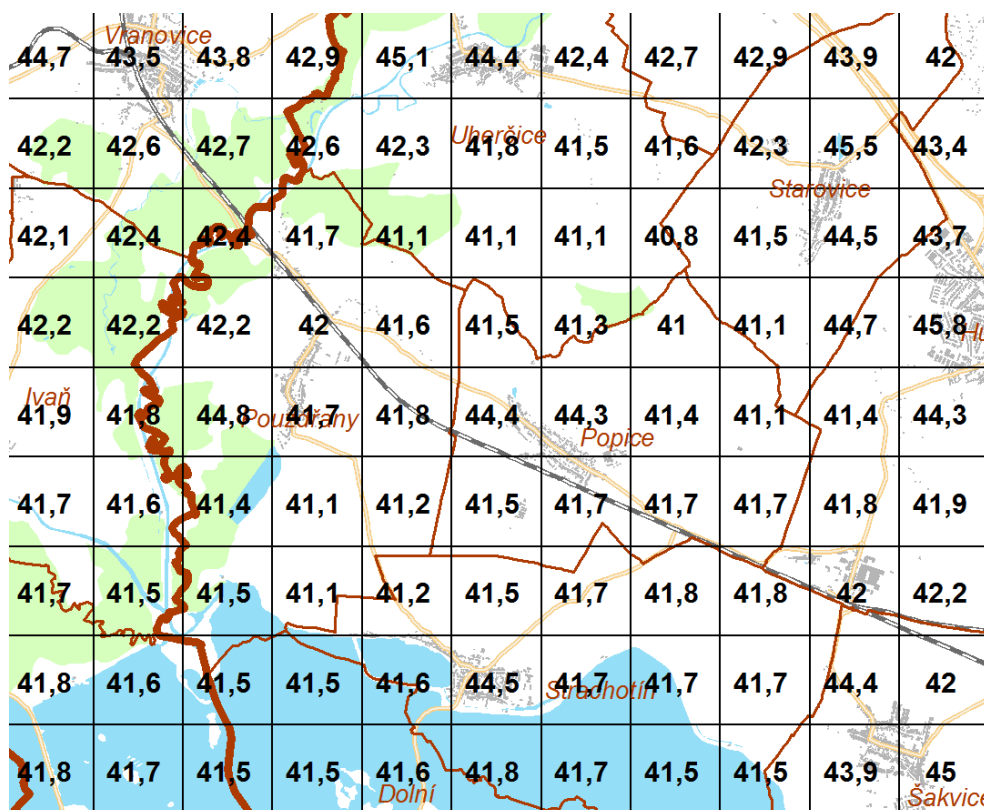 Vranovice
44,7 43,5 43,8 42,9 45,1 44,4 42,4 42,7 42,9 43,9 42
Uherčice
42,2 42,6 42,7 42,6 42,3 41,8 41,5 41,6 42,3 45,5 43,4
Starovice
42,1 42,4 42,4 41,7 41,1 41,1 41,1 40,8 41,5 44,5 43,7
42,2 42,2 42,2 42 41,6 41,5 41,3 41 41,1 44,7 45,8
Hu
Ivaň
41,9 41,8 44,8 41,7 41,8 44,4 44,3 41,4 41,1 41,4 44,3
Pouzdřany
Popice
41,7 41,6 41,4 41,1 41,2 41,5 41,7 41,7 41,7 41,8 41,9
41,7 41,5 41,5 41,1 41,2 41,5 41,7 41,8 41,8 42 42,2
41,8 41,6 41,5 41,5 41,6 44,5 41,7 41,7 41,7 44,4 42
Strachotín
41,8 41,7 41,5 41,5 41,6 41,8 41,7 41,5 41,5 43,9 45
Dolní
Šakvice